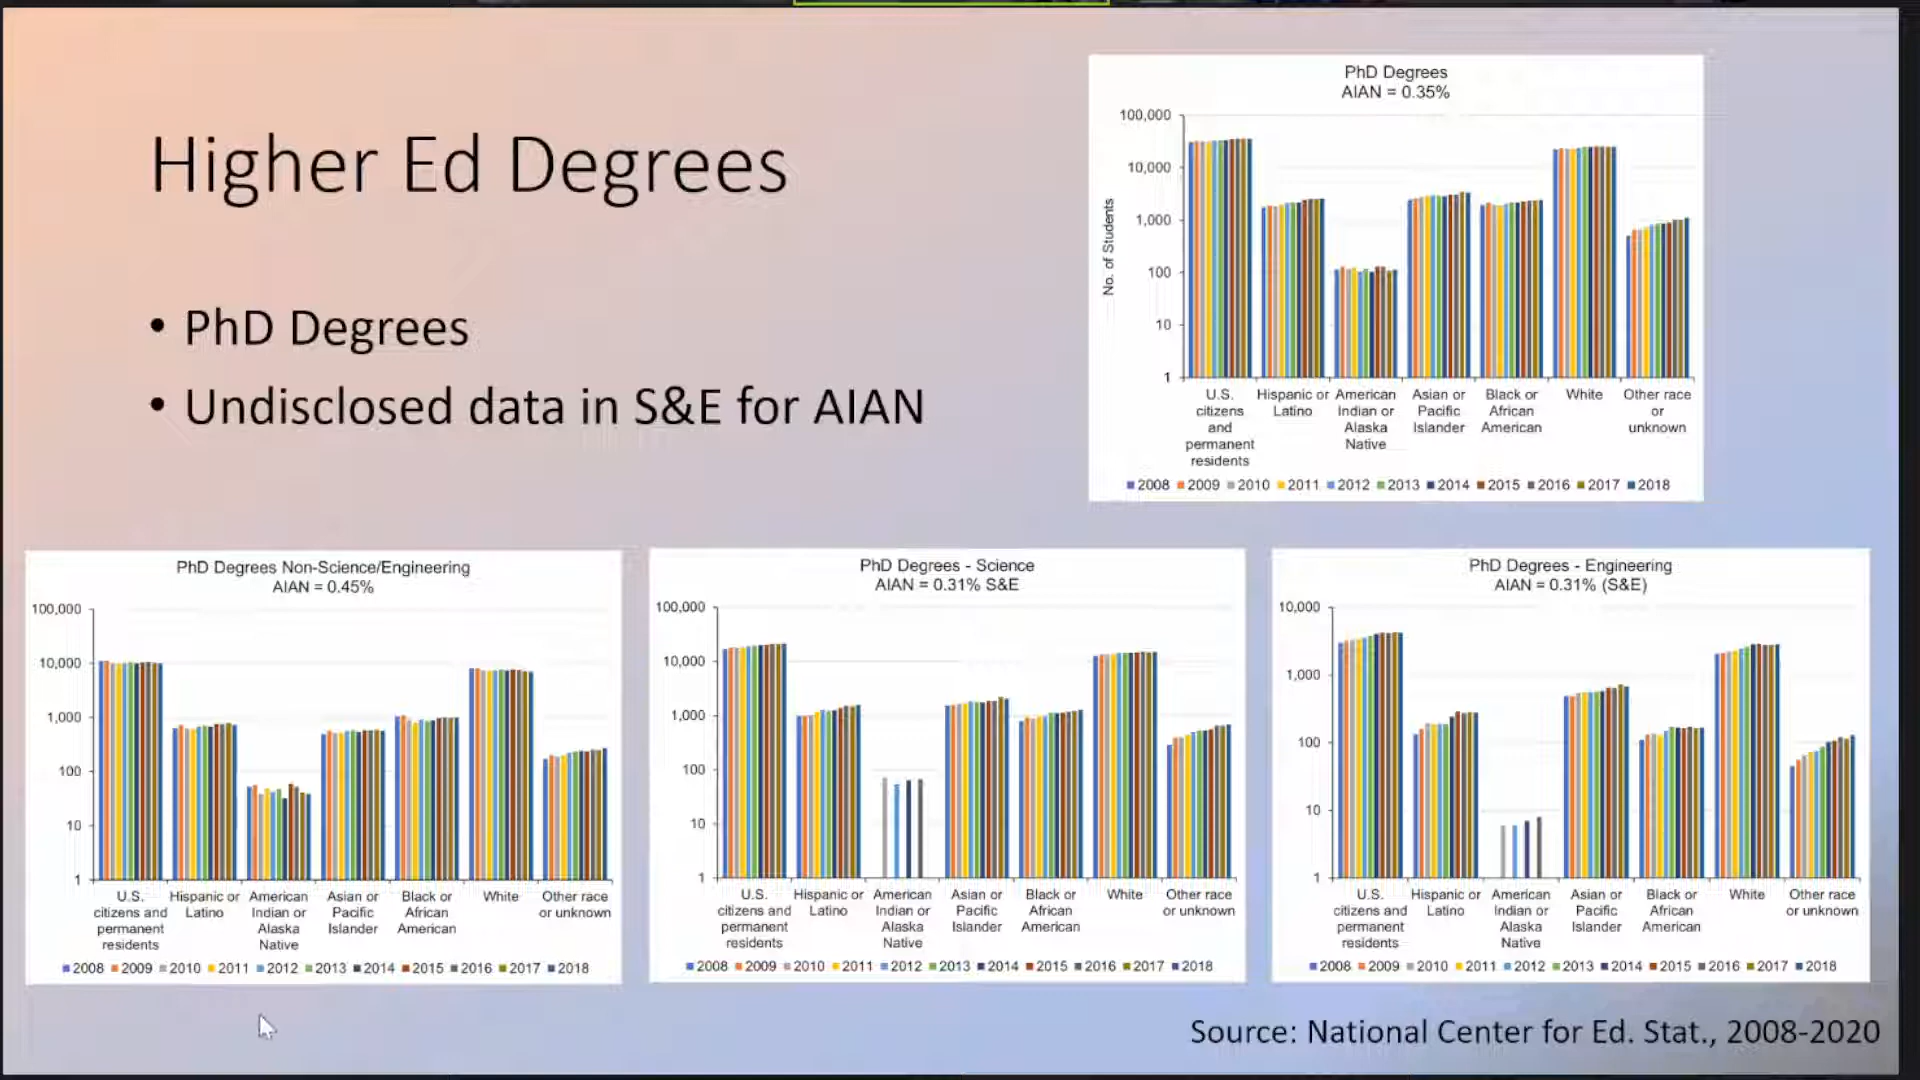 Higher Ed Degrees
• PhD Degrees
• Undisclosed data in S&E for AIAN
PhD Degrees
AIAN = 0.35%
100,000
10,000
1,000
100
10
1
No. of Students
U.S. citizens and permanent residents
Hispanic or Latino
American Indian or Alaska Native
Asian or Pacific Islander
Black or African American
White
Other race or unknown
2008 2009 2010 2011 2012 2013 2014 2015 2016 2017 2018
PhD Degrees Non-Science/Engineering
AIAN = 0.45%
100,000
10,000
1,000
100
10
1
U.S. citizens and permanent residents
Hispanic or Latino
American Indian or Alaska Native
Asian or Pacific Islander
Black or African American
White
Other race or unknown
2008 2009 2010 2011 2012 2013 2014 2015 2016 2017 2018
PhD Degrees - Science
AIAN = 0.31% S&E
100,000
10,000
1,000
100
10
1
U.S. citizens and permanent residents
Hispanic or Latino
American Indian or Alaska Native
Asian or Pacific Islander
Black or African American
White
Other race or unknown
2008 2009 2010 2011 2012 2013 2014 2015 2016 2017 2018
PhD Degrees - Engineering
AIAN = 0.31% (S&E)
10,000
1,000
100
10
1
U.S. citizens and permanent residents
Hispanic or Latino
American Indian or Alaska Native
Asian or Pacific Islander
Black or African American
White
Other race or unknown
2008 2009 2010 2011 2012 2013 2014 2015 2016 2017 2018
Source: National Center for Ed. Stat., 2008-2020